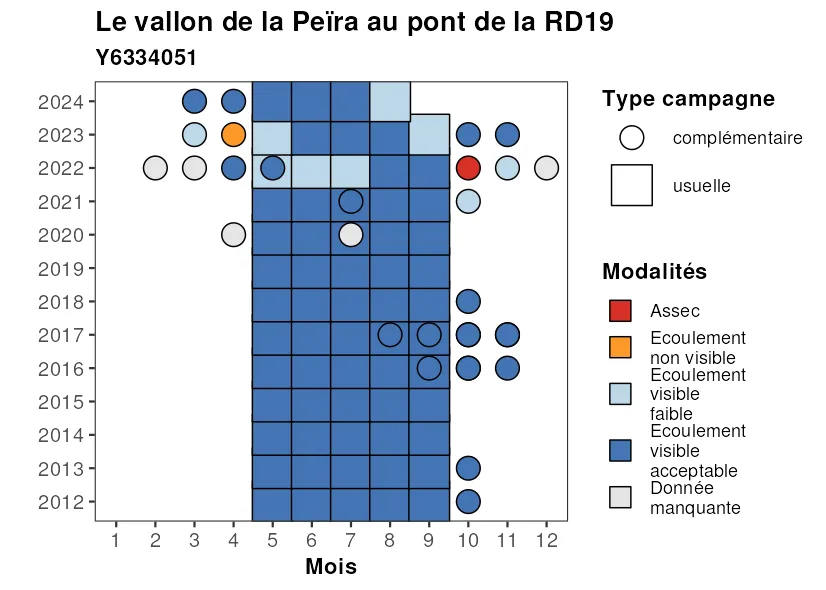 Le vallon de la Peïra au pont de la RD19
Y6334051
2024
2023
2022
2021
2020
2019
2018
2017
2016
2015
2014
2013
2012
1 2 3 4 5 6 7 8 9 10 11 12
Mois
Type campagne
complémentaire
usuelle
Modalités
Assec
Ecoulement
non visible
Ecoulement
visible
faible
Ecoulement
visible
acceptable
Donnée
manquante